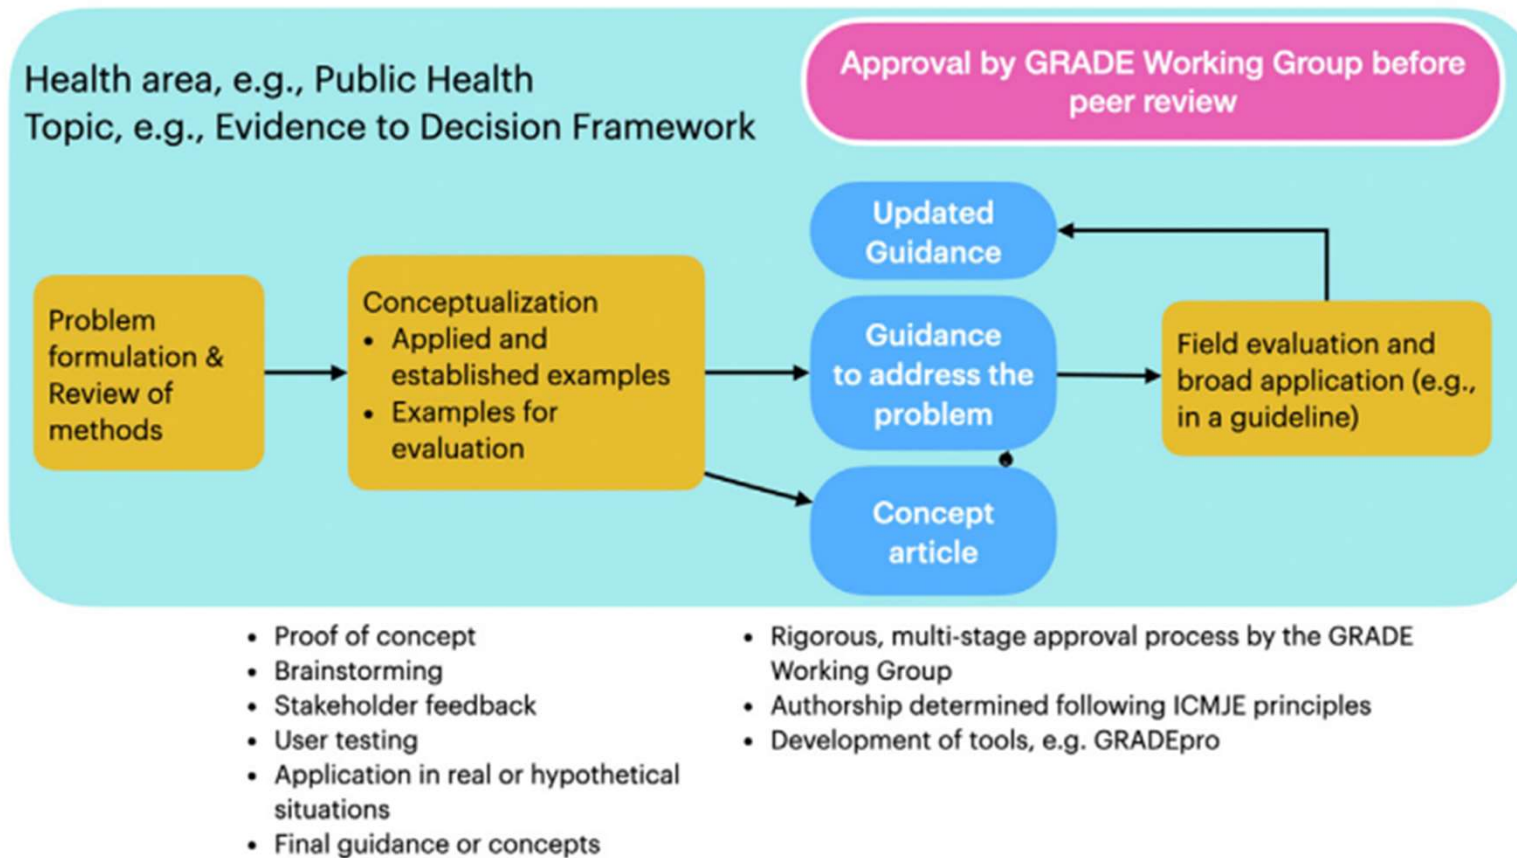 Health area, e.g., Public Health
Topic, e.g., Evidence to Decision Framework
Approval by GRADE Working Group before
peer review
Problem
formulation &
Review of
methods
Conceptualization
• Applied and
established examples
• Examples for
evaluation
Updated
Guidance
Guidance
to address the
problem
Concept
article
Field evaluation and
broad application (e.g.,
in a guideline)
• Proof of concept
• Brainstorming
• Stakeholder feedback
• User testing
• Application in real or hypothetical
situations
• Final guidance or concepts
• Rigorous, multi-stage approval process by the GRADE
Working Group
• Authorship determined following ICMJE principles
• Development of tools, e.g. GRADEpro